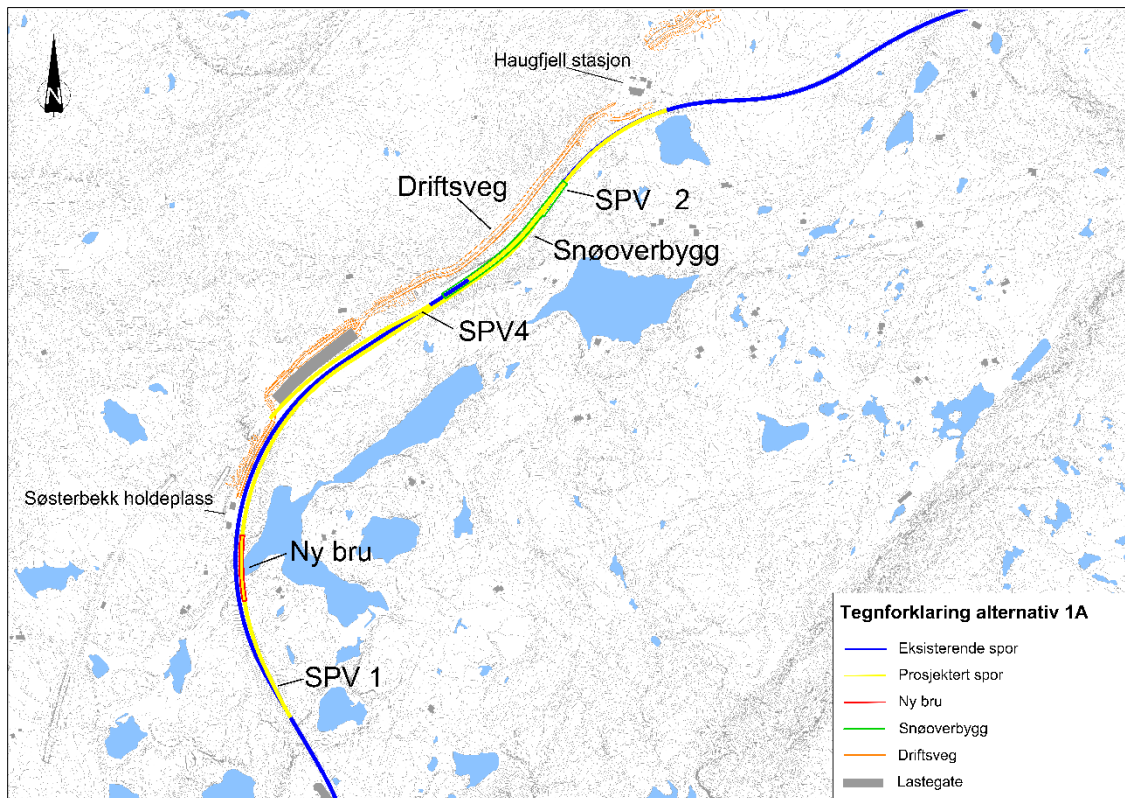 N
Haugfjell stasjon
Driftsveg
SPV 2
Snøoverbygg
SPV4
Søsterbekk holdeplass
Ny bru
SPV 1
Tegnforklaring alternativ 1A
Eksisterende spor
Prosjektert spor
Ny bru
Snøoverbygg
Driftsveg
Lastegate